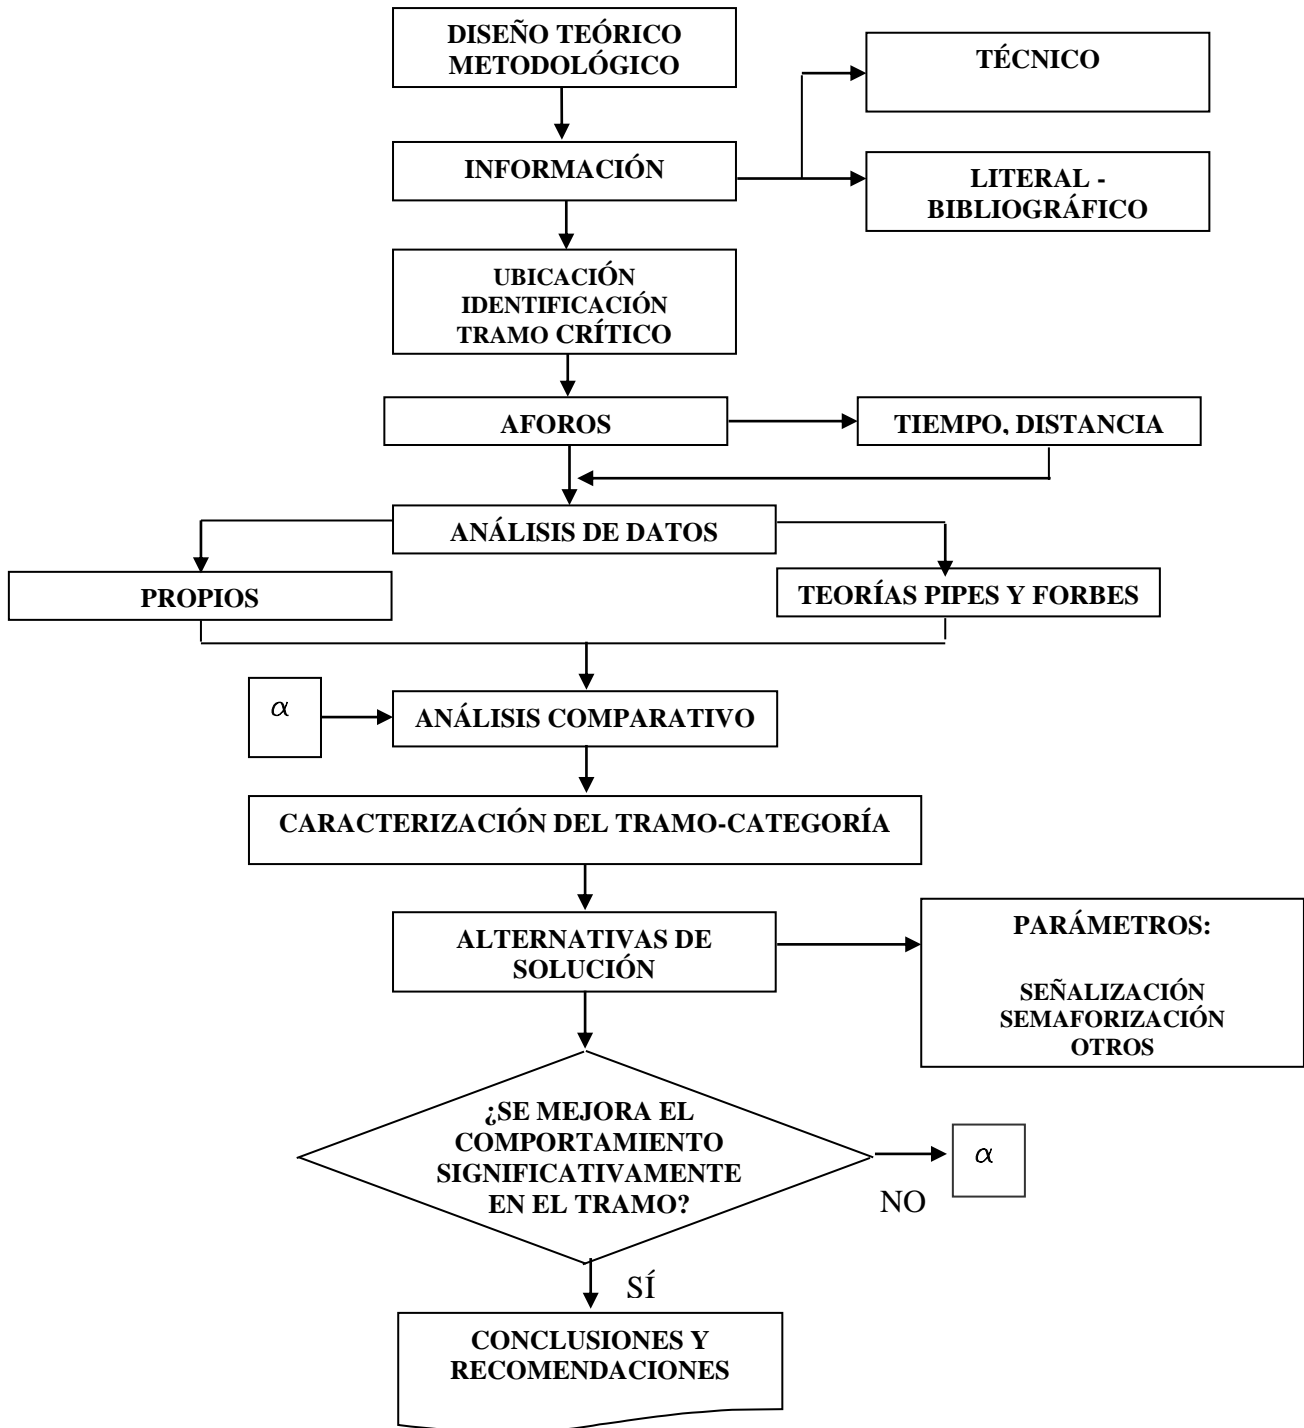 DISEÑO TEÓRICO
METODOLÓGICO
TÉCNICO
INFORMACIÓN
LITERAL -
BIBLIOGRÁFICO
UBICACIÓN
IDENTIFICACIÓN
TRAMO CRÍTICO
AFOROS
TIEMPO, DISTANCIA
ANÁLISIS DE DATOS
PROPIOS
TEORÍAS PIPES Y FORBES
α
ANÁLISIS COMPARATIVO
CARACTERIZACIÓN DEL TRAMO-CATEGORÍA
ALTERNATIVAS DE
SOLUCIÓN
PARÁMETROS:
SEÑALIZACIÓN
SEMAFORIZACIÓN
OTROS
¿SE MEJORA EL
COMPORTAMIENTO
SIGNIFICATIVAMENTE
EN EL TRAMO?
α
NO
SÍ
CONCLUSIONES Y
RECOMENDACIONES